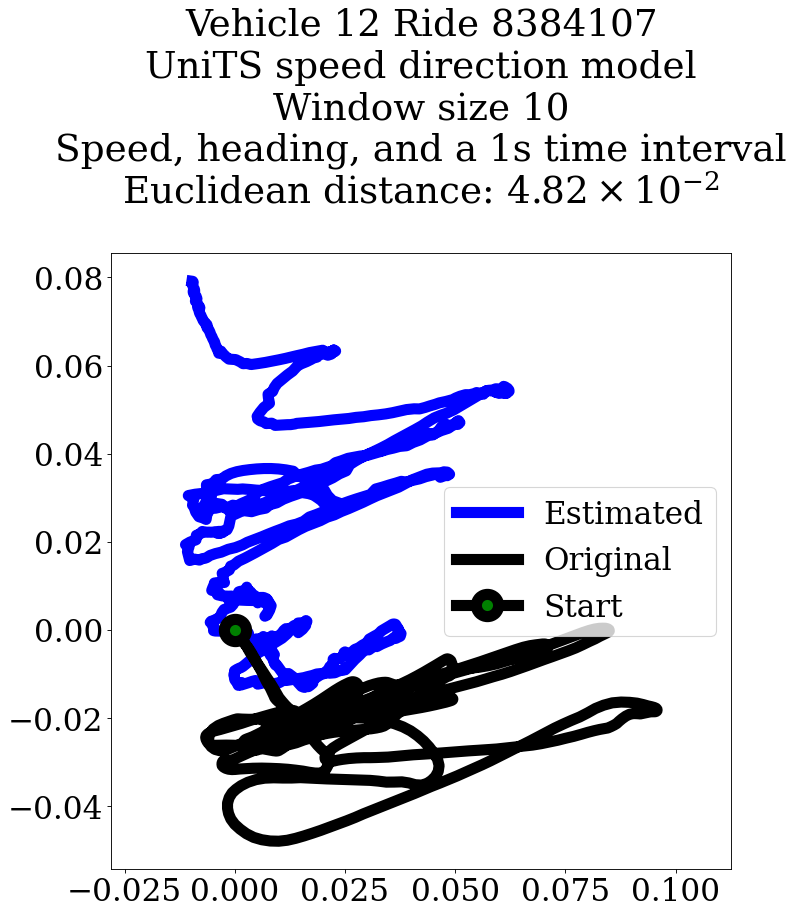 Vehicle 12 Ride 8384107
UniTS speed direction model
Window size 10
Speed, heading, and a 1s time interval
Euclidean distance: 4.82 × 10⁻²
0.08
0.06
0.04
0.02
0.00
−0.02
−0.04
Estimated
Original
Start
−0.025 0.000 0.025 0.050 0.075 0.100